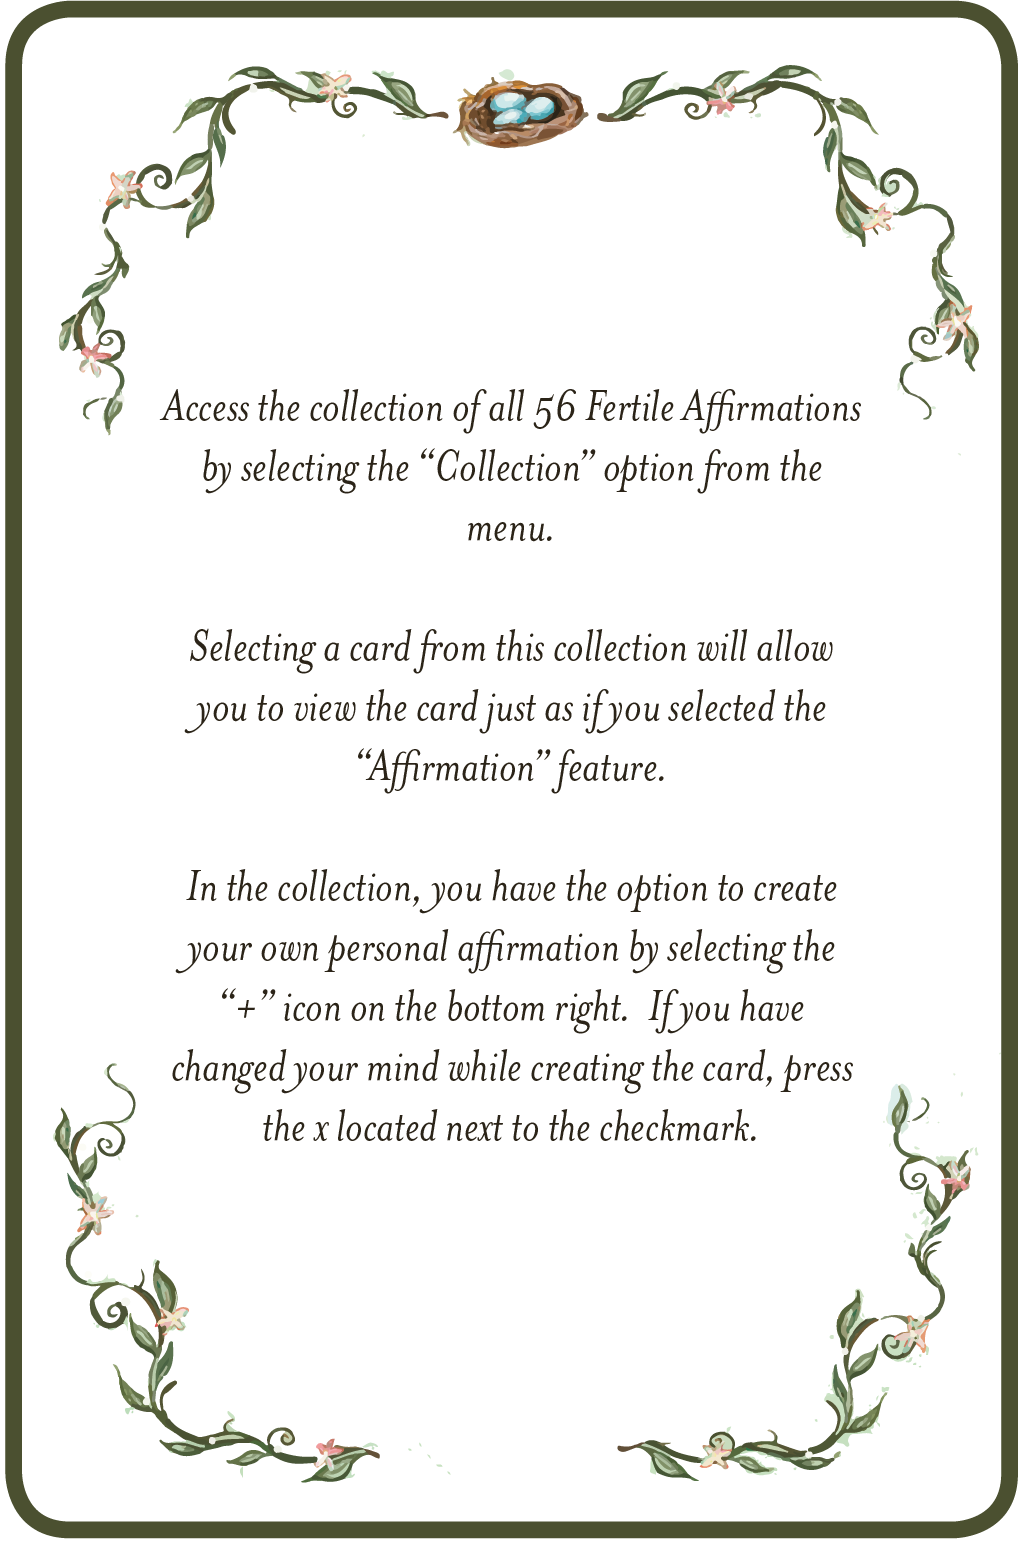 Access the collection of all 56 Fertile Affirmations
by selecting the “Collection” option from the
menu.
Selecting a card from this collection will allow
you to view the card just as if you selected the
“Affirmation” feature.
In the collection, you have the option to create
your own personal affirmation by selecting the
“+” icon on the bottom right.  If you have
changed your mind while creating the card, press
the x located next to the checkmark.